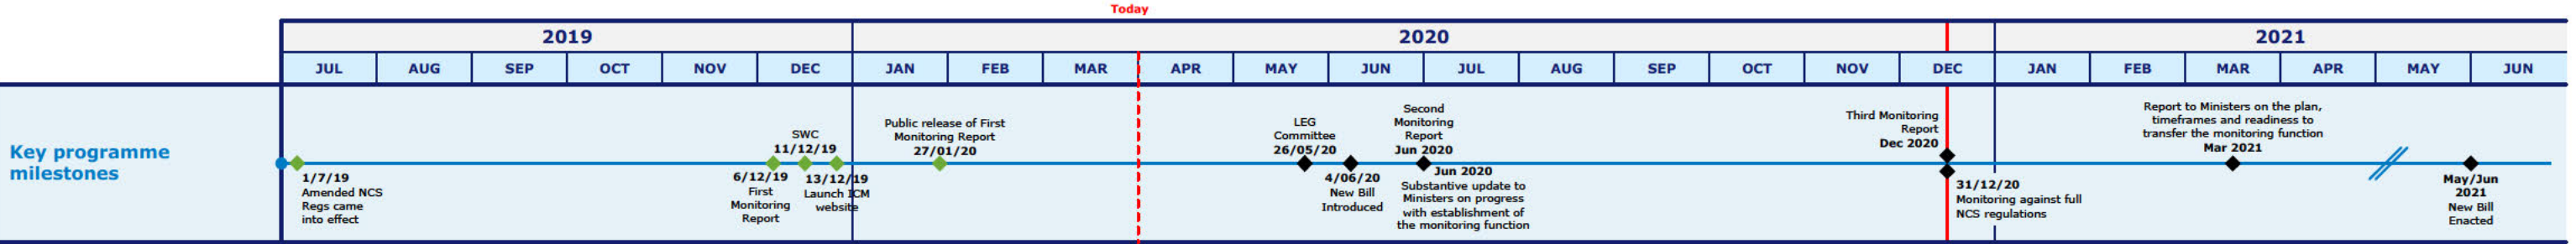 Today
2019
2020
2021
JUL AUG SEP OCT NOV DEC JAN FEB MAR APR MAY JUN JUL AUG SEP OCT NOV DEC JAN FEB MAR APR MAY JUN
Key programme
milestones
1/7/19
Amended NCS
Regs came
into effect
6/12/19
First
Monitoring
Report
SWC
11/12/19
13/12/19
Launch ICM
website
Public release of First
Monitoring Report
27/01/20
LEG
Committee
26/05/20
4/06/20
New Bill
Introduced
Second
Monitoring
Report
Jun 2020
Jun 2020
Substantive update to
Ministers on progress
with establishment of
the monitoring function
Third Monitoring
Report
Dec 2020
31/12/20
Monitoring against full
NCS regulations
Report to Ministers on the plan,
timeframes and readiness to
transfer the monitoring function
Mar 2021
May/Jun
2021
New Bill
Enacted